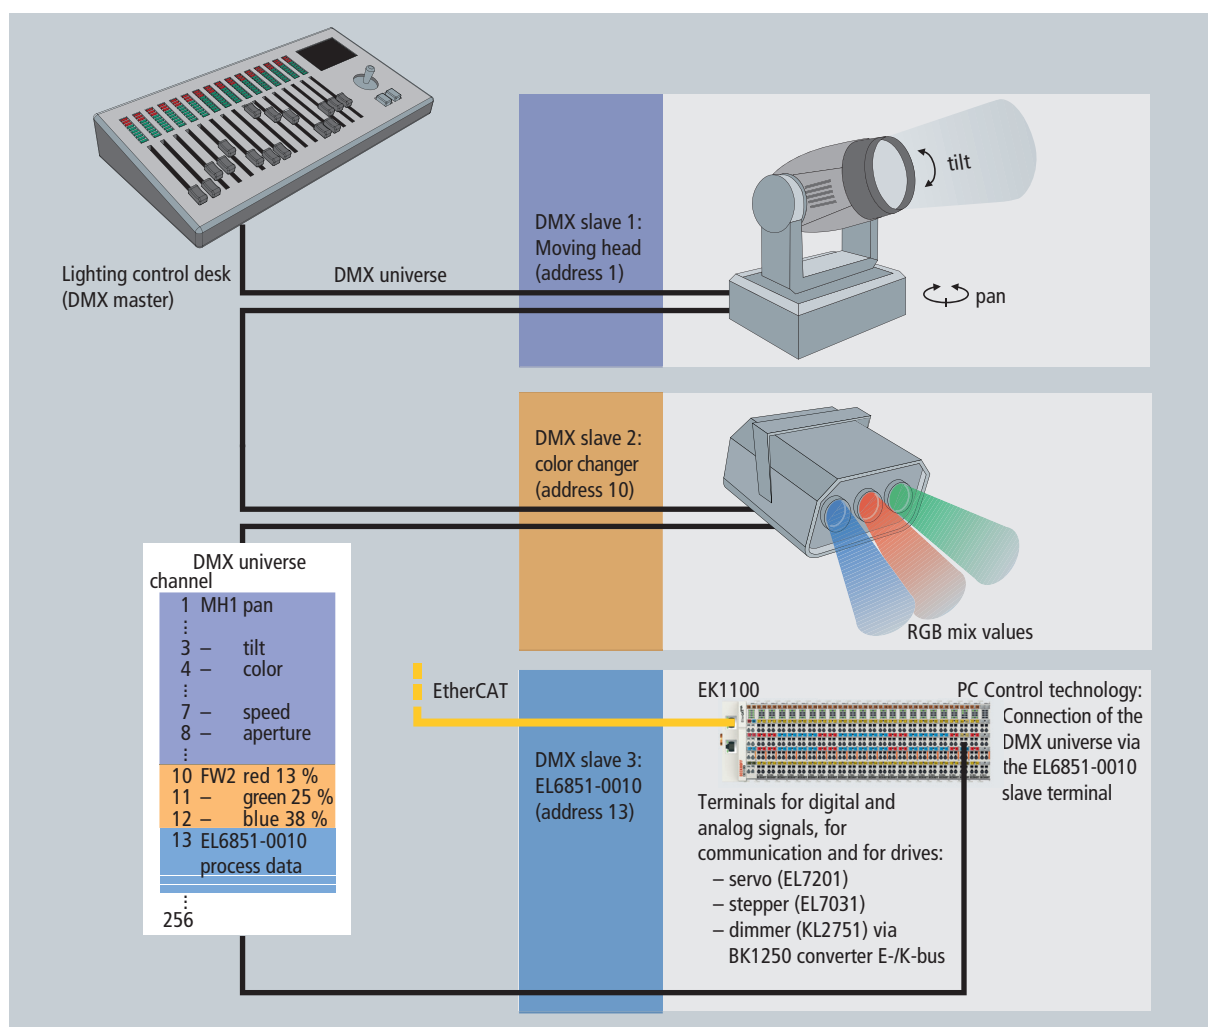 Lighting control desk
(DMX master)
DMX universe
DMX slave 1:
Moving head
(address 1)
tilt
pan
DMX slave 2:
color changer
(address 10)
RGB mix values
DMX universe
channel
1 MH1 pan
⋮
3 – tilt
4 – color
⋮
7 – speed
8 – aperture
⋮
10 FW2 red 13 %
11 – green 25 %
12 – blue 38 %
13 EL6851-0010
process data
⋮
256
EtherCAT
DMX slave 3:
EL6851-0010
(address 13)
EK1100
PC Control technology:
Connection of the
DMX universe via
the EL6851-0010
slave terminal
Terminals for digital and
analog signals, for
communication and for drives:
– servo (EL7201)
– stepper (EL7031)
– dimmer (KL2751) via
BK1250 converter E-/K-bus